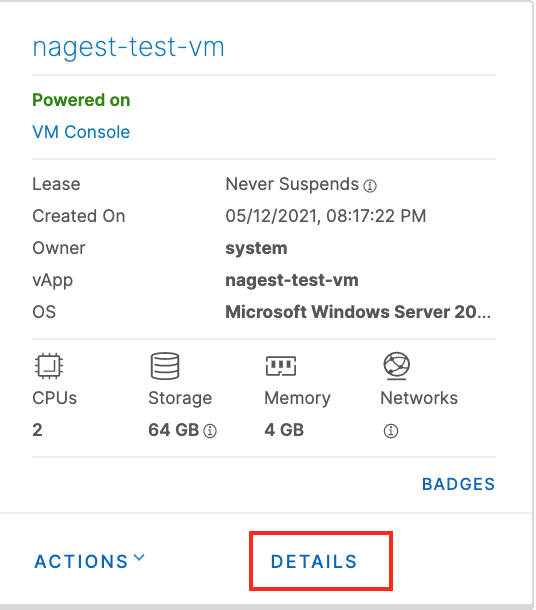 nagest-test-vm
Powered on
VM Console
Lease Never Suspends
Created On 05/12/2021, 08:17:22 PM
Owner system
vApp nagest-test-vm
OS Microsoft Windows Server 20...
CPUs Storage Memory Networks
2 64 GB 4 GB
BADGES
ACTIONS DETAILS